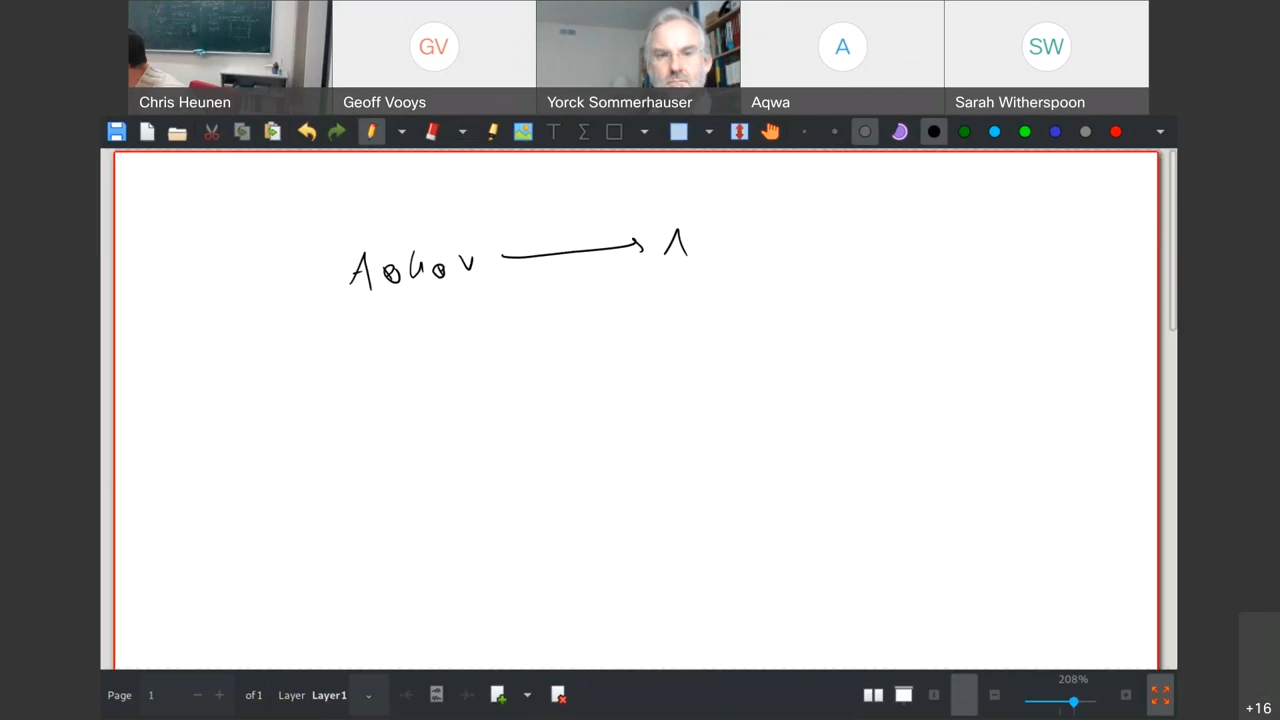 GV
A
SW
Chris Heunen
Geoff Vooys
Yorck Sommerhauser
Aqwa
Sarah Witherspoon
T Σ
A ⊗ H ⊗ V ⟶ A
Page 1 of 1 Layer Layer1
208%
+16